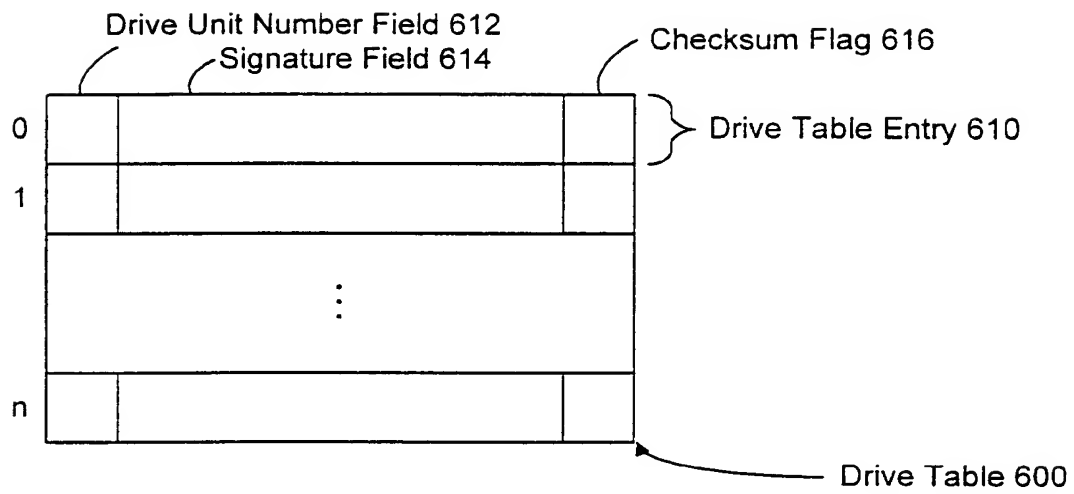 Drive Unit Number Field 612
Signature Field 614
Checksum Flag 616
0
Drive Table Entry 610
1
⋮
n
Drive Table 600